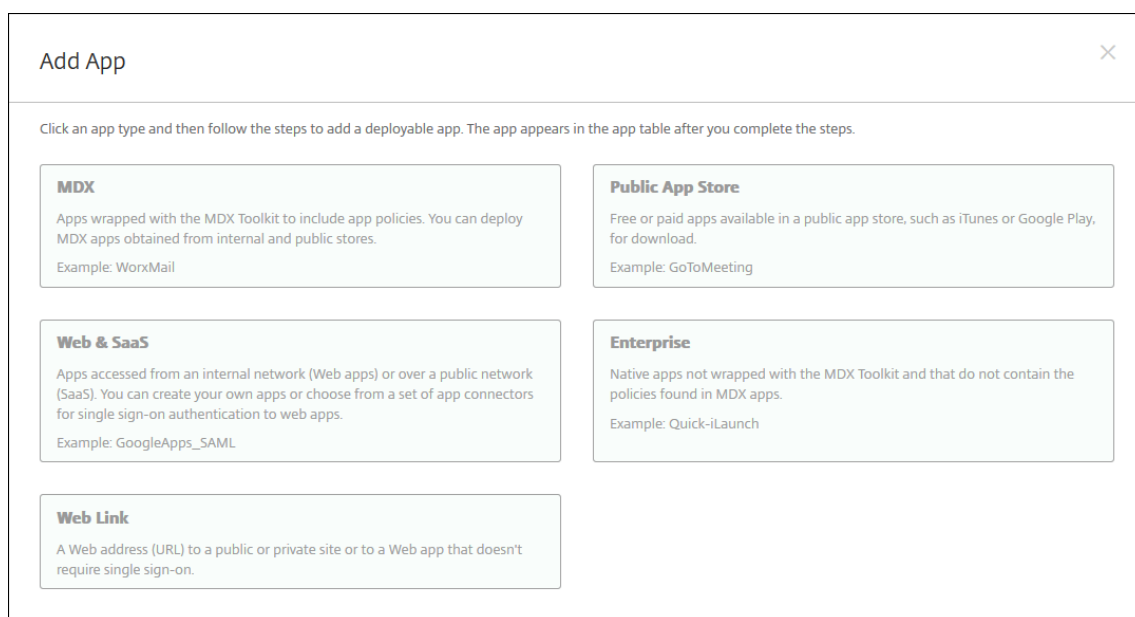 Add App
Click an app type and then follow the steps to add a deployable app. The app appears in the app table after you complete the steps.
MDX
Apps wrapped with the MDX Toolkit to include app policies. You can deploy
MDX apps obtained from internal and public stores.
Example: WorxMail
Public App Store
Free or paid apps available in a public app store, such as iTunes or Google Play,
for download.
Example: GoToMeeting
Web & SaaS
Apps accessed from an internal network (Web apps) or over a public network
(SaaS). You can create your own apps or choose from a set of app connectors
for single sign-on authentication to web apps.
Example: GoogleApps_SAML
Enterprise
Native apps not wrapped with the MDX Toolkit and that do not contain the
policies found in MDX apps.
Example: Quick-iLaunch
Web Link
A Web address (URL) to a public or private site or to a Web app that doesn't
require single sign-on.